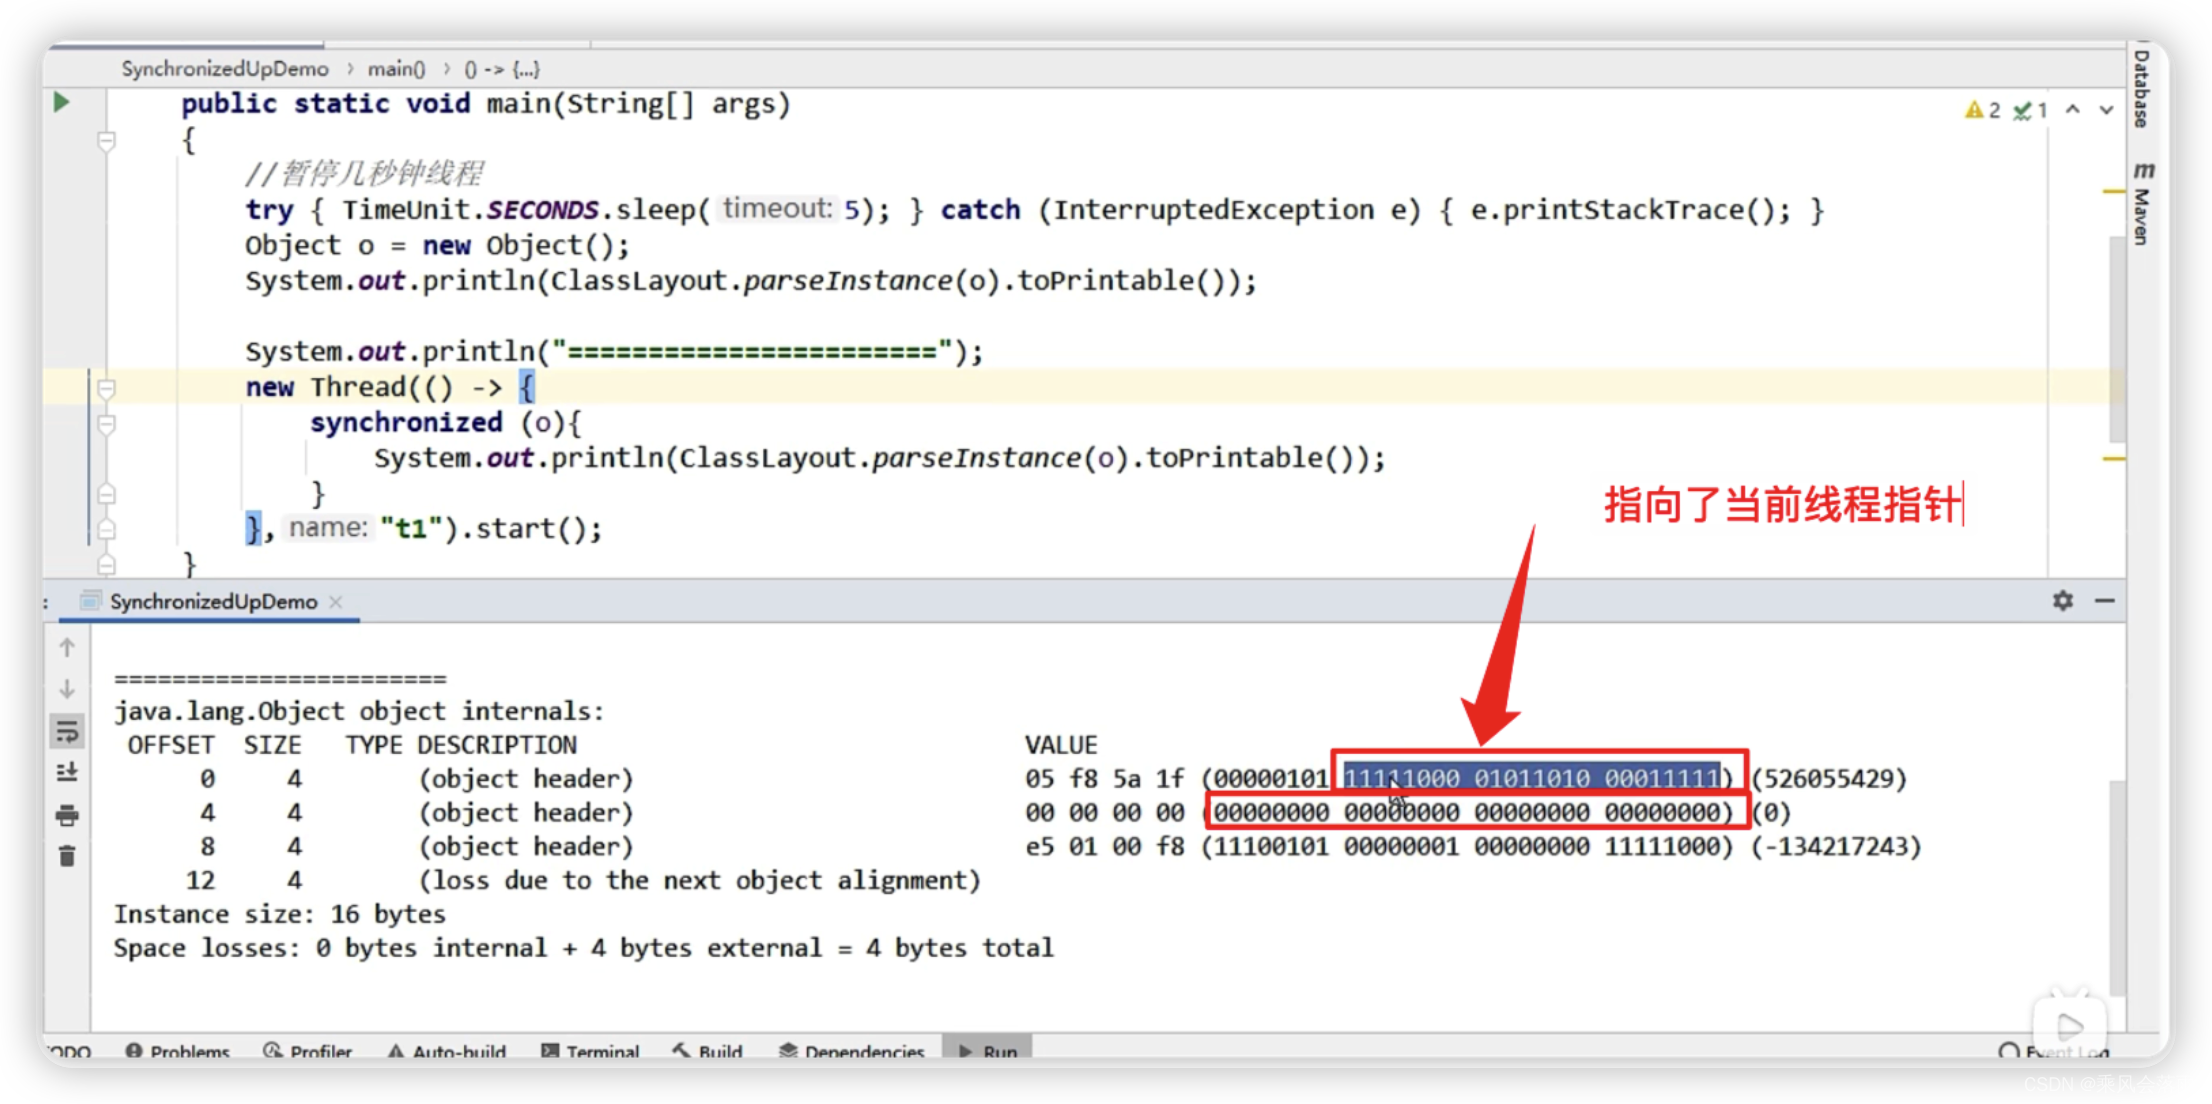 SynchronizedUpDemo > main() > () -> {...}
public static void main(String[] args)
2 1
{
//暂停几秒钟线程
try { TimeUnit.SECONDS.sleep( timeout: 5); } catch (InterruptedException e) { e.printStackTrace(); }
Object o = new Object();
System.out.println(ClassLayout.parseInstance(o).toPrintable());
System.out.println("=======================");
new Thread(() -> {
synchronized (o){
System.out.println(ClassLayout.parseInstance(o).toPrintable());
}
}, name: "t1").start();
}
指向了当前线程指针
Database
m Maven
: SynchronizedUpDemo ×
=======================
java.lang.Object object internals:
OFFSET SIZE TYPE DESCRIPTION VALUE
0 4 (object header) 05 f8 5a 1f (00000101 11111000 01011010 00011111) (526055429)
4 4 (object header) 00 00 00 00 (00000000 00000000 00000000 00000000) (0)
8 4 (object header) e5 01 00 f8 (11100101 00000001 00000000 11111000) (-134217243)
12 4 (loss due to the next object alignment)
Instance size: 16 bytes
Space losses: 0 bytes internal + 4 bytes external = 4 bytes total
Problems Profiler Auto-build Terminal Build Dependencies Run Event Log